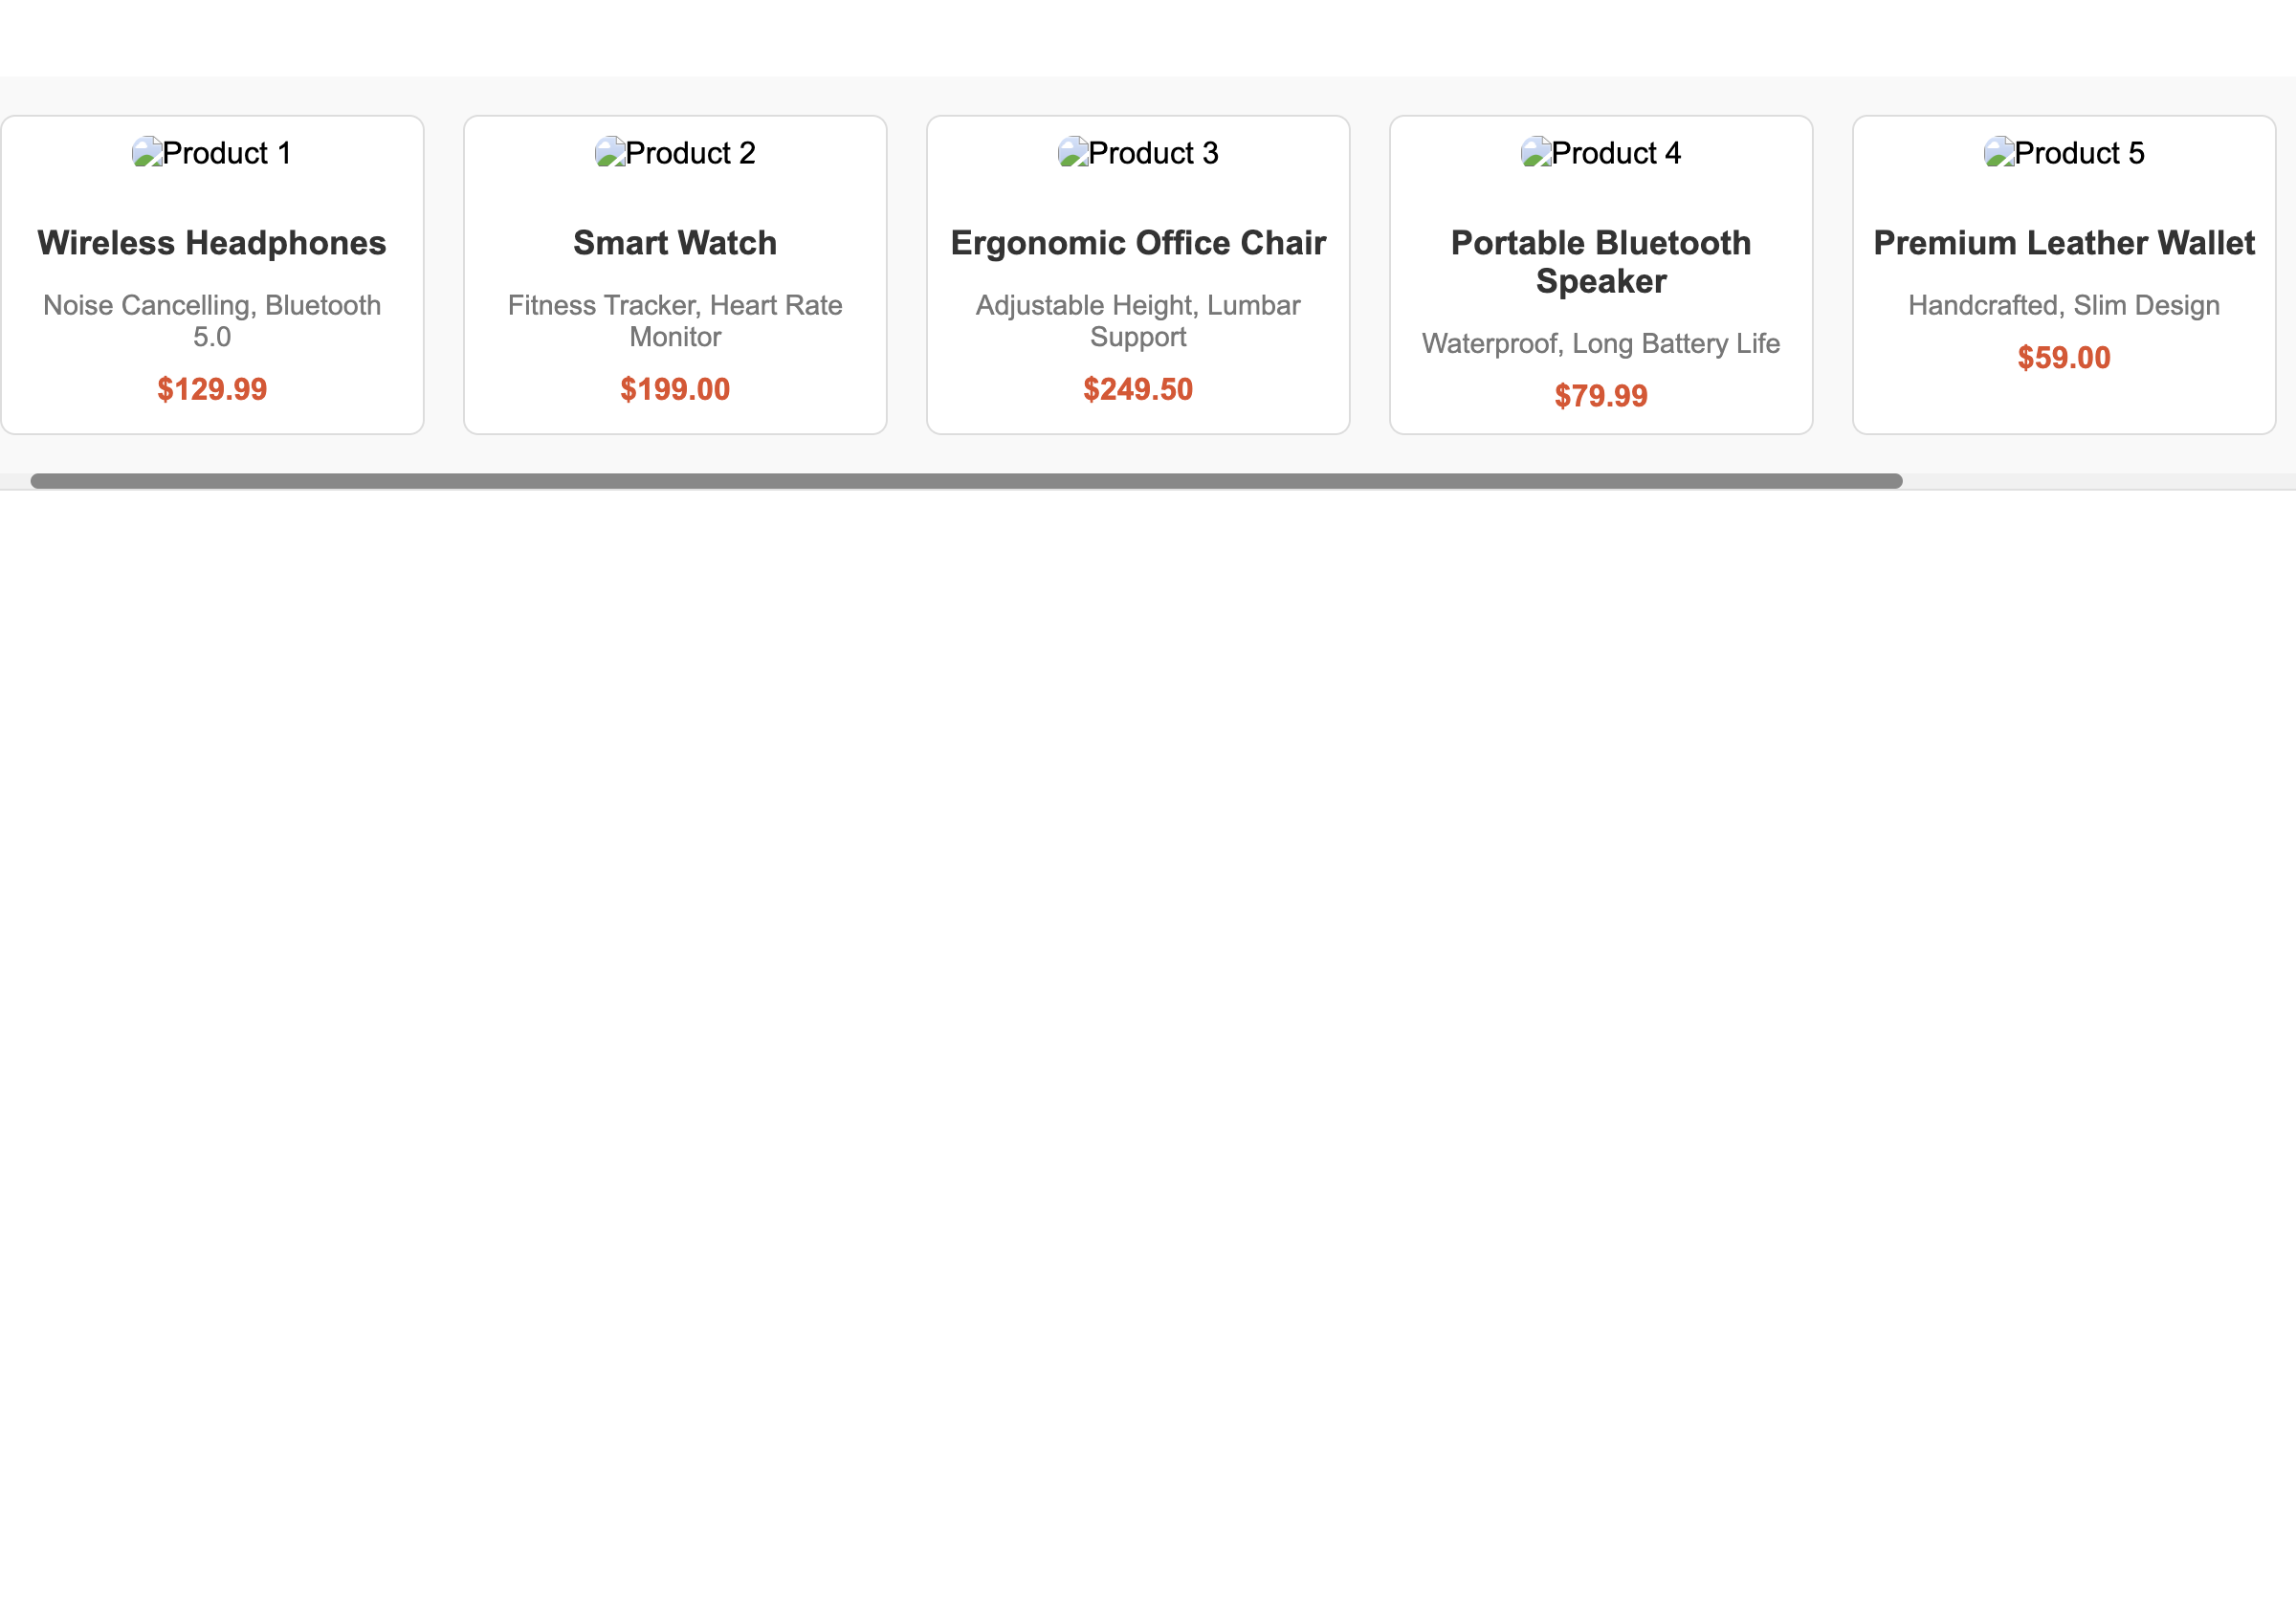 Product 1
Wireless Headphones
Noise Cancelling, Bluetooth
5.0
$129.99
Product 2
Smart Watch
Fitness Tracker, Heart Rate
Monitor
$199.00
Product 3
Ergonomic Office Chair
Adjustable Height, Lumbar
Support
$249.50
Product 4
Portable Bluetooth
Speaker
Waterproof, Long Battery Life
$79.99
Product 5
Premium Leather Wallet
Handcrafted, Slim Design
$59.00